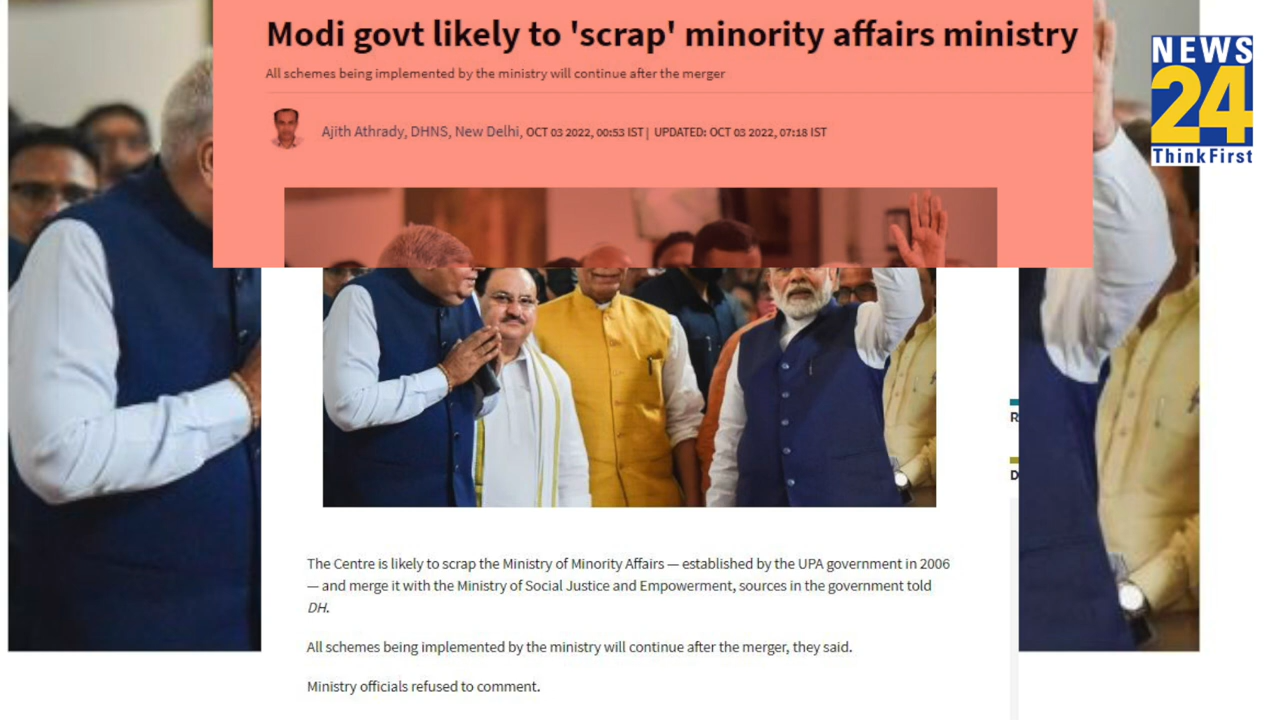 Modi govt likely to 'scrap' minority affairs ministry
All schemes being implemented by the ministry will continue after the merger
Ajith Athrady, DHNS, New Delhi, OCT 03 2022, 00:53 IST | UPDATED: OCT 03 2022, 07:18 IST
NEWS
24
ThinkFirst
R
D
The Centre is likely to scrap the Ministry of Minority Affairs — established by the UPA government in 2006
— and merge it with the Ministry of Social Justice and Empowerment, sources in the government told
DH.
All schemes being implemented by the ministry will continue after the merger, they said.
Ministry officials refused to comment.